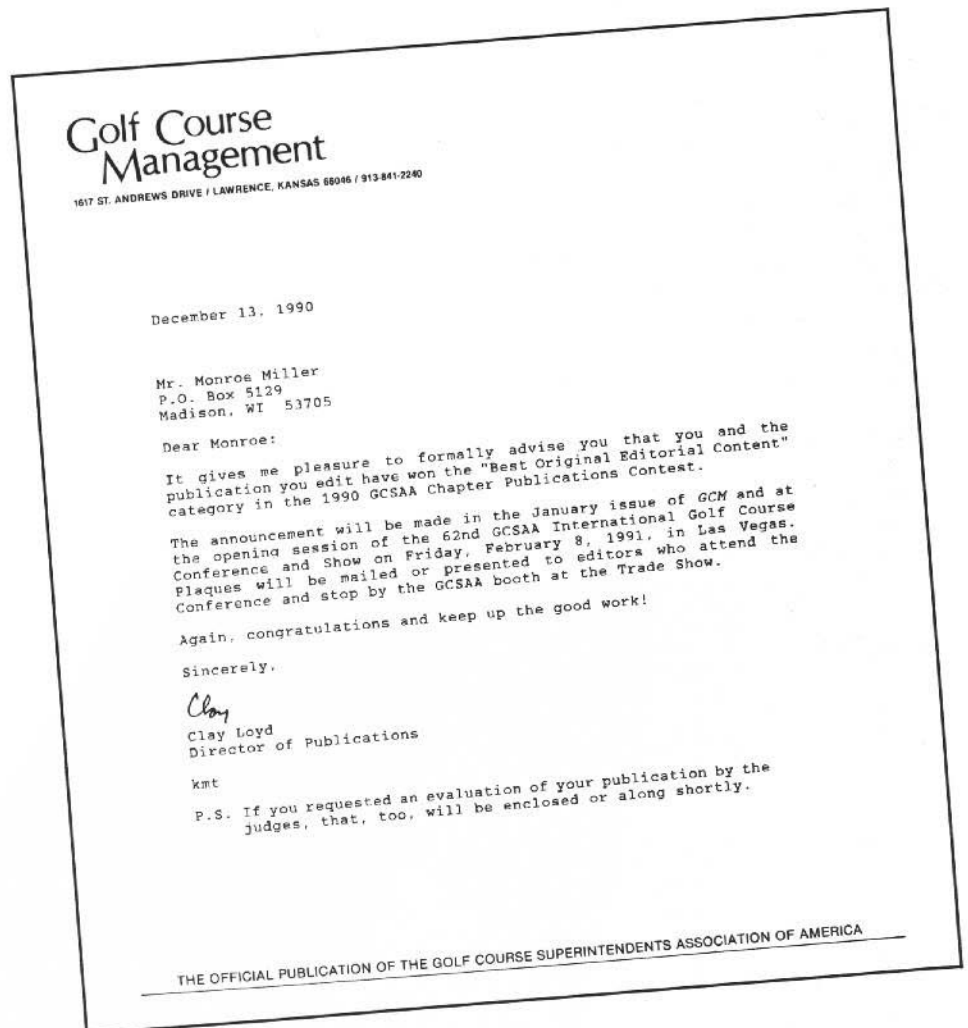 Golf Course
Management
1617 ST. ANDREWS DRIVE / LAWRENCE, KANSAS 66046 / 913-841-2240
December 13, 1990
Mr. Monroe Miller
P.O. Box 5129
Madison, WI 53705
Dear Monroe:
It gives me pleasure to formally advise you that you and the
publication you edit have won the "Best Original Editorial Content"
category in the 1990 GCSAA Chapter Publications Contest.
The announcement will be made in the January issue of GCM and at
the opening session of the 62nd GCSAA International Golf Course
Conference and Show on Friday, February 8, 1991, in Las Vegas.
Plaques will be mailed or presented to editors who attend the
Conference and stop by the GCSAA booth at the Trade Show.
Again, congratulations and keep up the good work!
Sincerely,
Clay
Clay Loyd
Director of Publications
kmt
P.S. If you requested an evaluation of your publication by the
judges, that, too, will be enclosed or along shortly.
THE OFFICIAL PUBLICATION OF THE GOLF COURSE SUPERINTENDENTS ASSOCIATION OF AMERICA